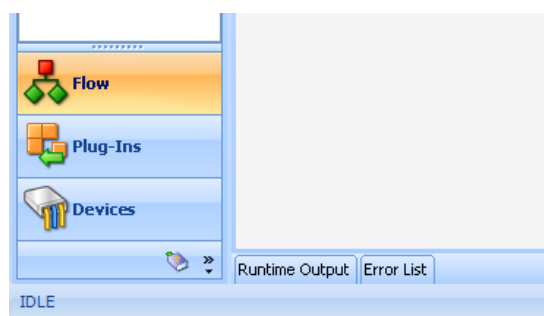 Flow
Plug-Ins
Devices
Runtime Output Error List
IDLE